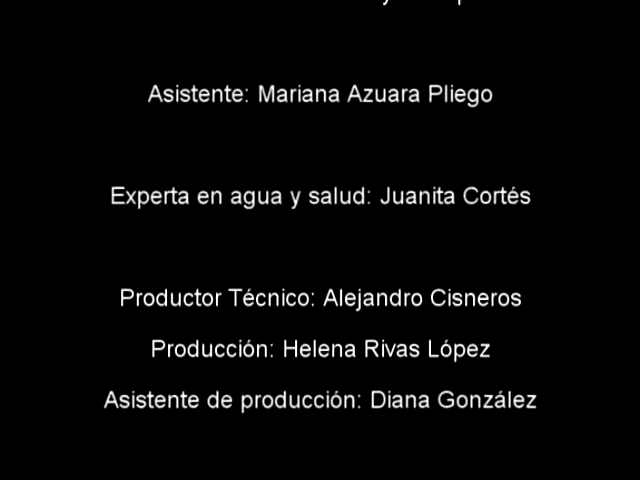 Asistente: Mariana Azuara Pliego
Experta en agua y salud: Juanita Cortés
Productor Técnico: Alejandro Cisneros
Producción: Helena Rivas López
Asistente de producción: Diana González